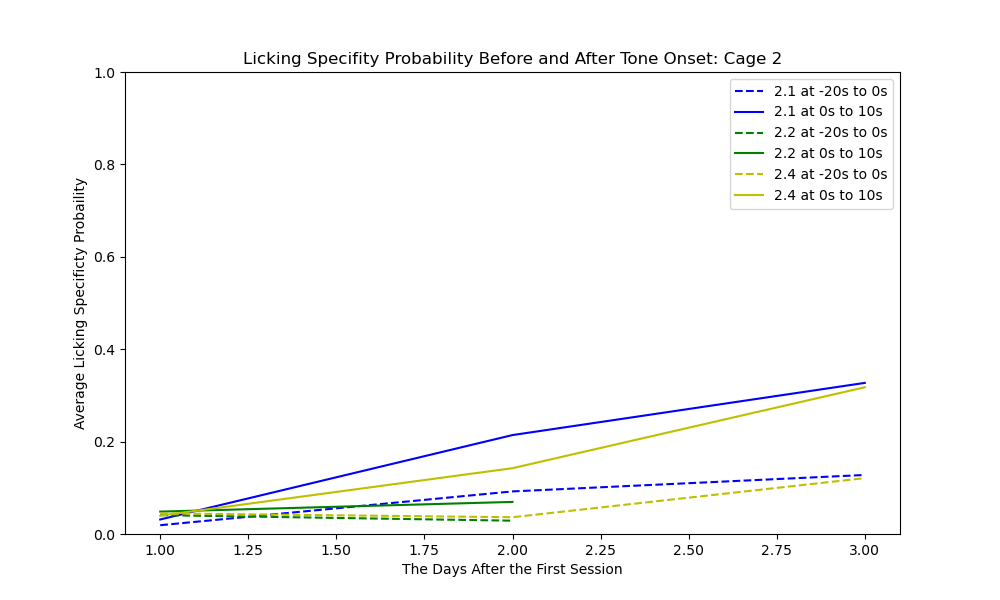 Licking Specifity Probability Before and After Tone Onset: Cage 2
1.0
0.8
0.6
0.4
0.2
0.0
Average Licking Specificty Probaility
2.1 at -20s to 0s
2.1 at 0s to 10s
2.2 at -20s to 0s
2.2 at 0s to 10s
2.4 at -20s to 0s
2.4 at 0s to 10s
1.00 1.25 1.50 1.75 2.00 2.25 2.50 2.75 3.00
The Days After the First Session